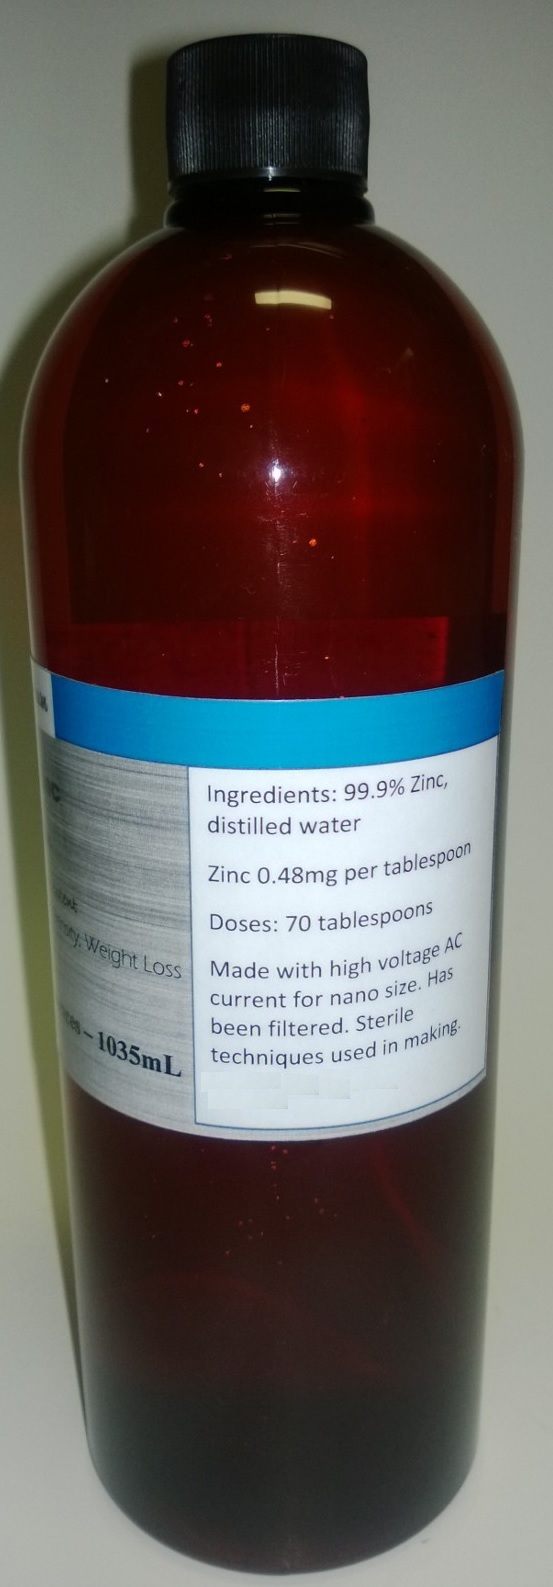 Weight Loss
– 1035mL
Ingredients: 99.9% Zinc,
distilled water
Zinc 0.48mg per tablespoon
Doses: 70 tablespoons
Made with high voltage AC
current for nano size. Has
been filtered. Sterile
techniques used in making.